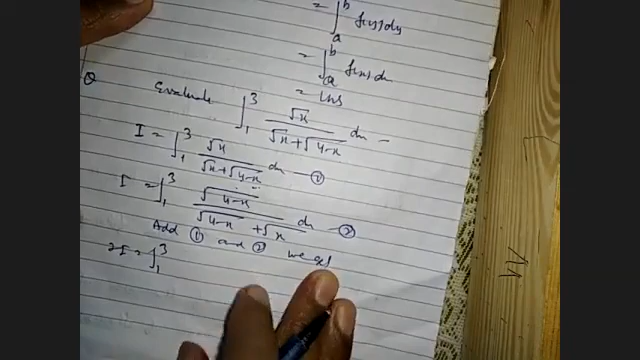 = ∫_a^b f(y) dy
= ∫_a^b f(x) dx
= LHS
Evaluate ∫_1^3 √x / (√x + √(4-x)) dx —
I = ∫_1^3 √x / (√x + √(4-x)) dx — ①
I = ∫_1^3 √(4-x) / (√(4-x) + √x) dx — ②
Add ① and ② we get
2I = ∫_1^3